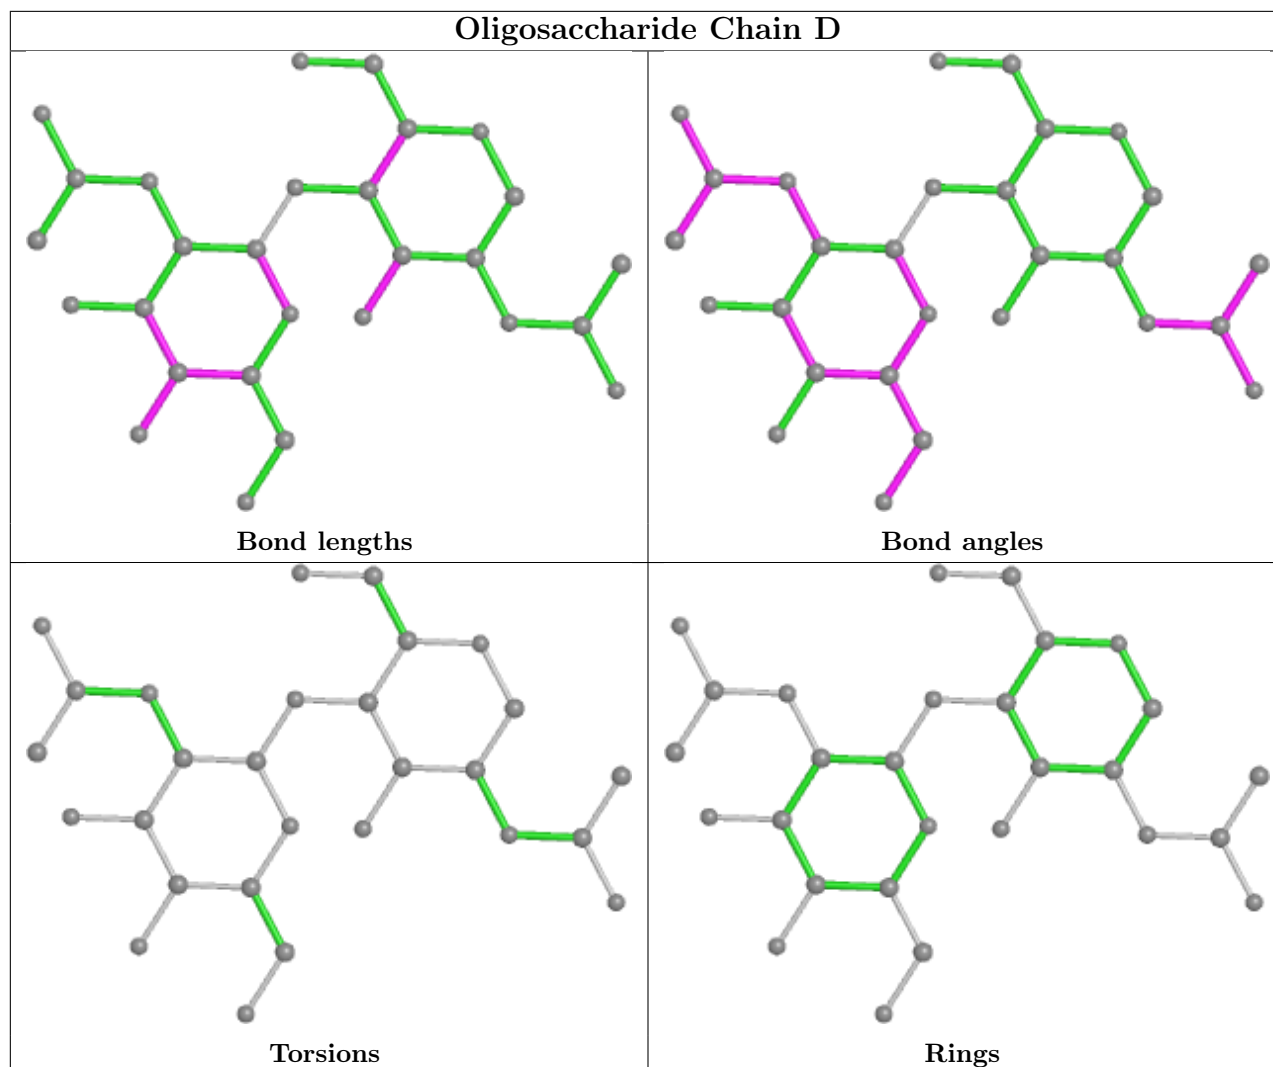 Oligosaccharide Chain D
Bond lengths
Bond angles
Torsions
Rings